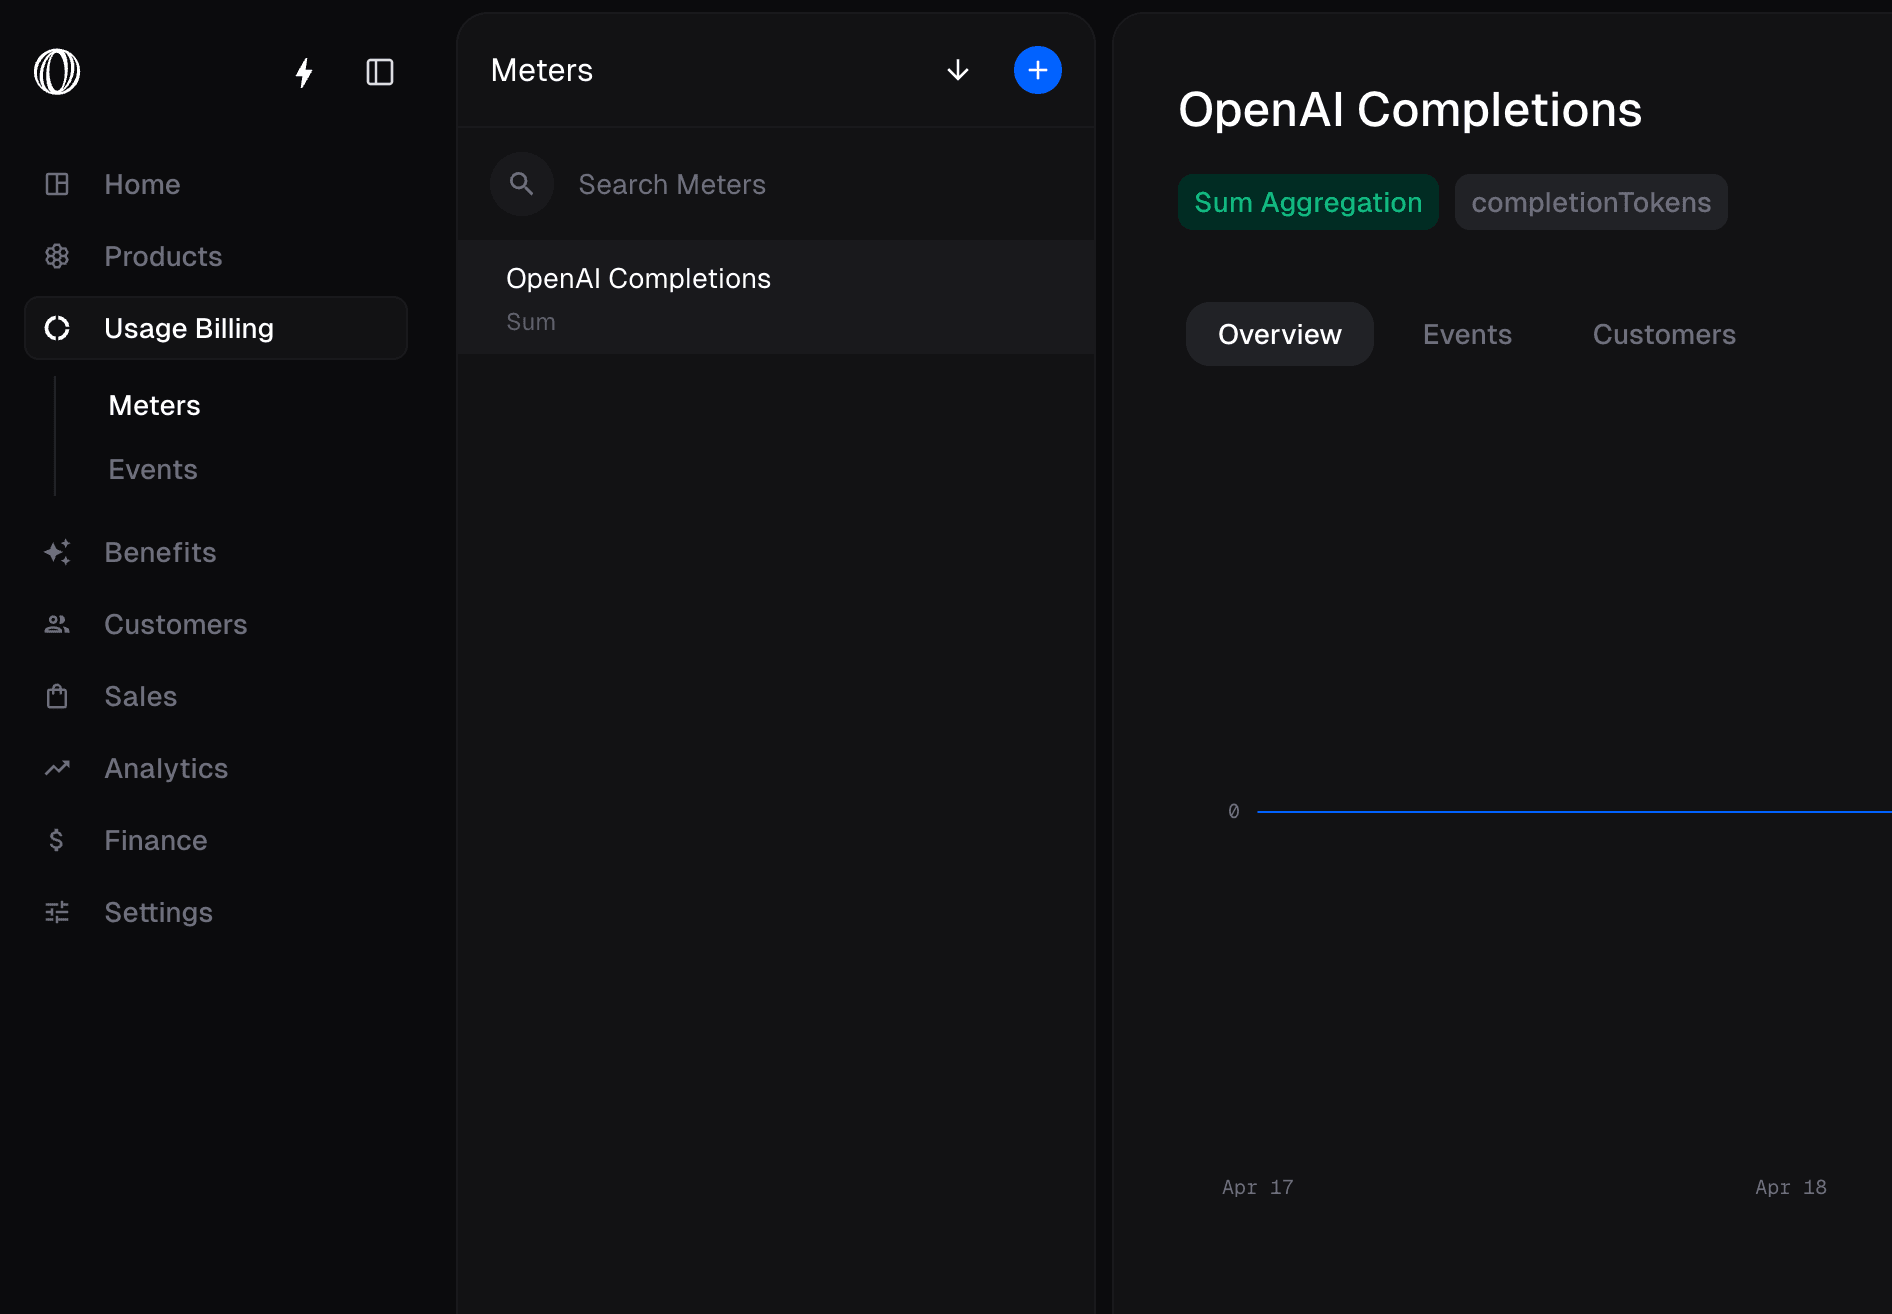 Home
Products
Usage Billing
Meters
Events
Benefits
Customers
Sales
Analytics
Finance
Settings
Meters
Search Meters
OpenAI Completions
Sum
OpenAI Completions
Sum Aggregation completionTokens
Overview Events Customers
0
Apr 17 Apr 18